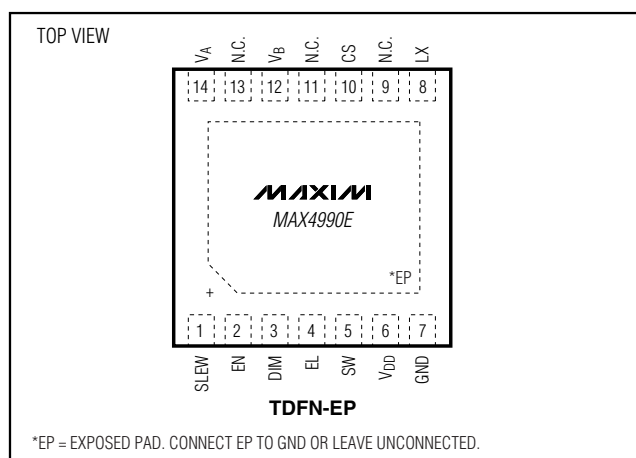 TOP VIEW
VA N.C. VB N.C. CS N.C. LX
14 13 12 11 10 9 8
MAXIM
MAX4990E
*EP
+
1 2 3 4 5 6 7
SLEW EN DIM EL SW VDD GND
TDFN-EP
*EP = EXPOSED PAD. CONNECT EP TO GND OR LEAVE UNCONNECTED.